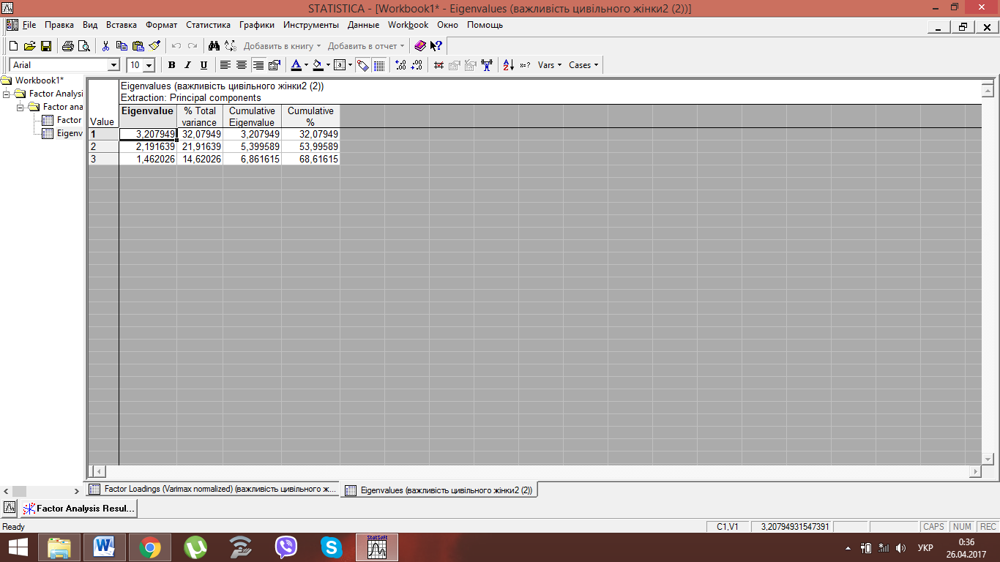 STATISTICA - [Workbook1* - Eigenvalues (важливість цивільного жінки2 (2))]
File Правка Вид Вставка Формат Статистика Графики Инструменты Данные Workbook Окно Помощь
Добавить в книгу Добавить в отчет
Arial 10 B I U Vars Cases
Workbook1*
Factor Analysi
Factor ana
Factor
Eigenv
Eigenvalues (важливість цивільного жінки2 (2))
Extraction: Principal components
Value Eigenvalue % Total variance Cumulative Eigenvalue Cumulative %
1 3,207949 32,07949 3,207949 32,07949
2 2,191639 21,91639 5,399589 53,99589
3 1,462026 14,62026 6,861615 68,61615
Factor Loadings (Varimax normalized) (важливість цивільного ж... Eigenvalues (важливість цивільного жінки2 (2))
Factor Analysis Resul...
Ready C1,V1 3,20794931547391 CAPS NUM REC
StatSoft
УКР 0:36
26.04.2017